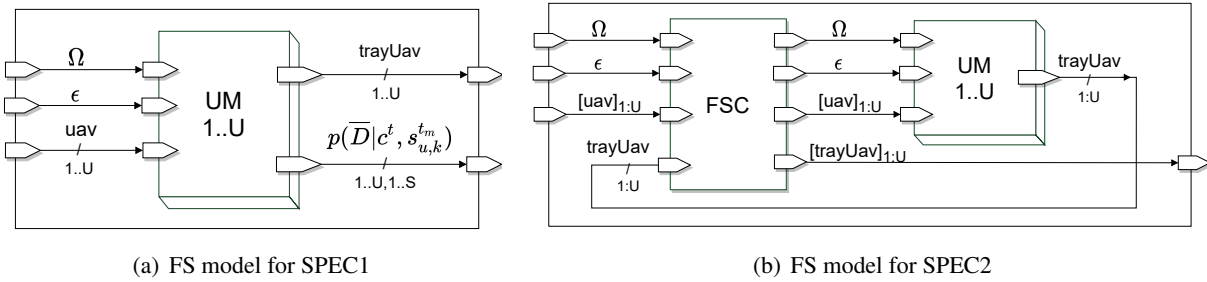 Ω
ϵ
uav
1..U
UM
1..U
trayUav
1..U
p(D̅|c^t, s_{u,k}^{t_m})
1..U,1..S
(a) FS model for SPEC1
Ω
ϵ
[uav]_{1:U}
trayUav
1:U
FSC
Ω
ϵ
[uav]_{1:U}
[trayUav]_{1:U}
UM
1..U
trayUav
1:U
(b) FS model for SPEC2